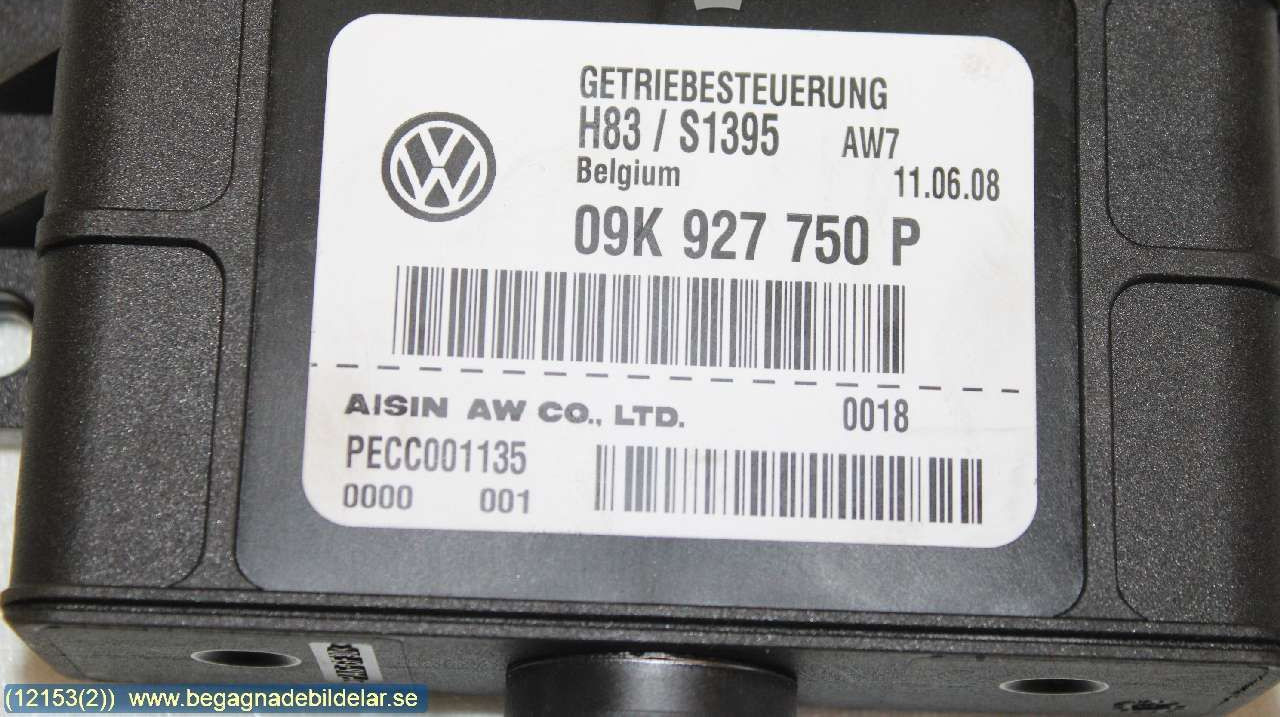 GETRIEBESTEUERUNG
H83 / S1395 AW7
Belgium 11.06.08
09K 927 750 P
AISIN AW CO., LTD. 0018
PECC001135
0000 001
(12153(2)) www.begagnadebildelar.se